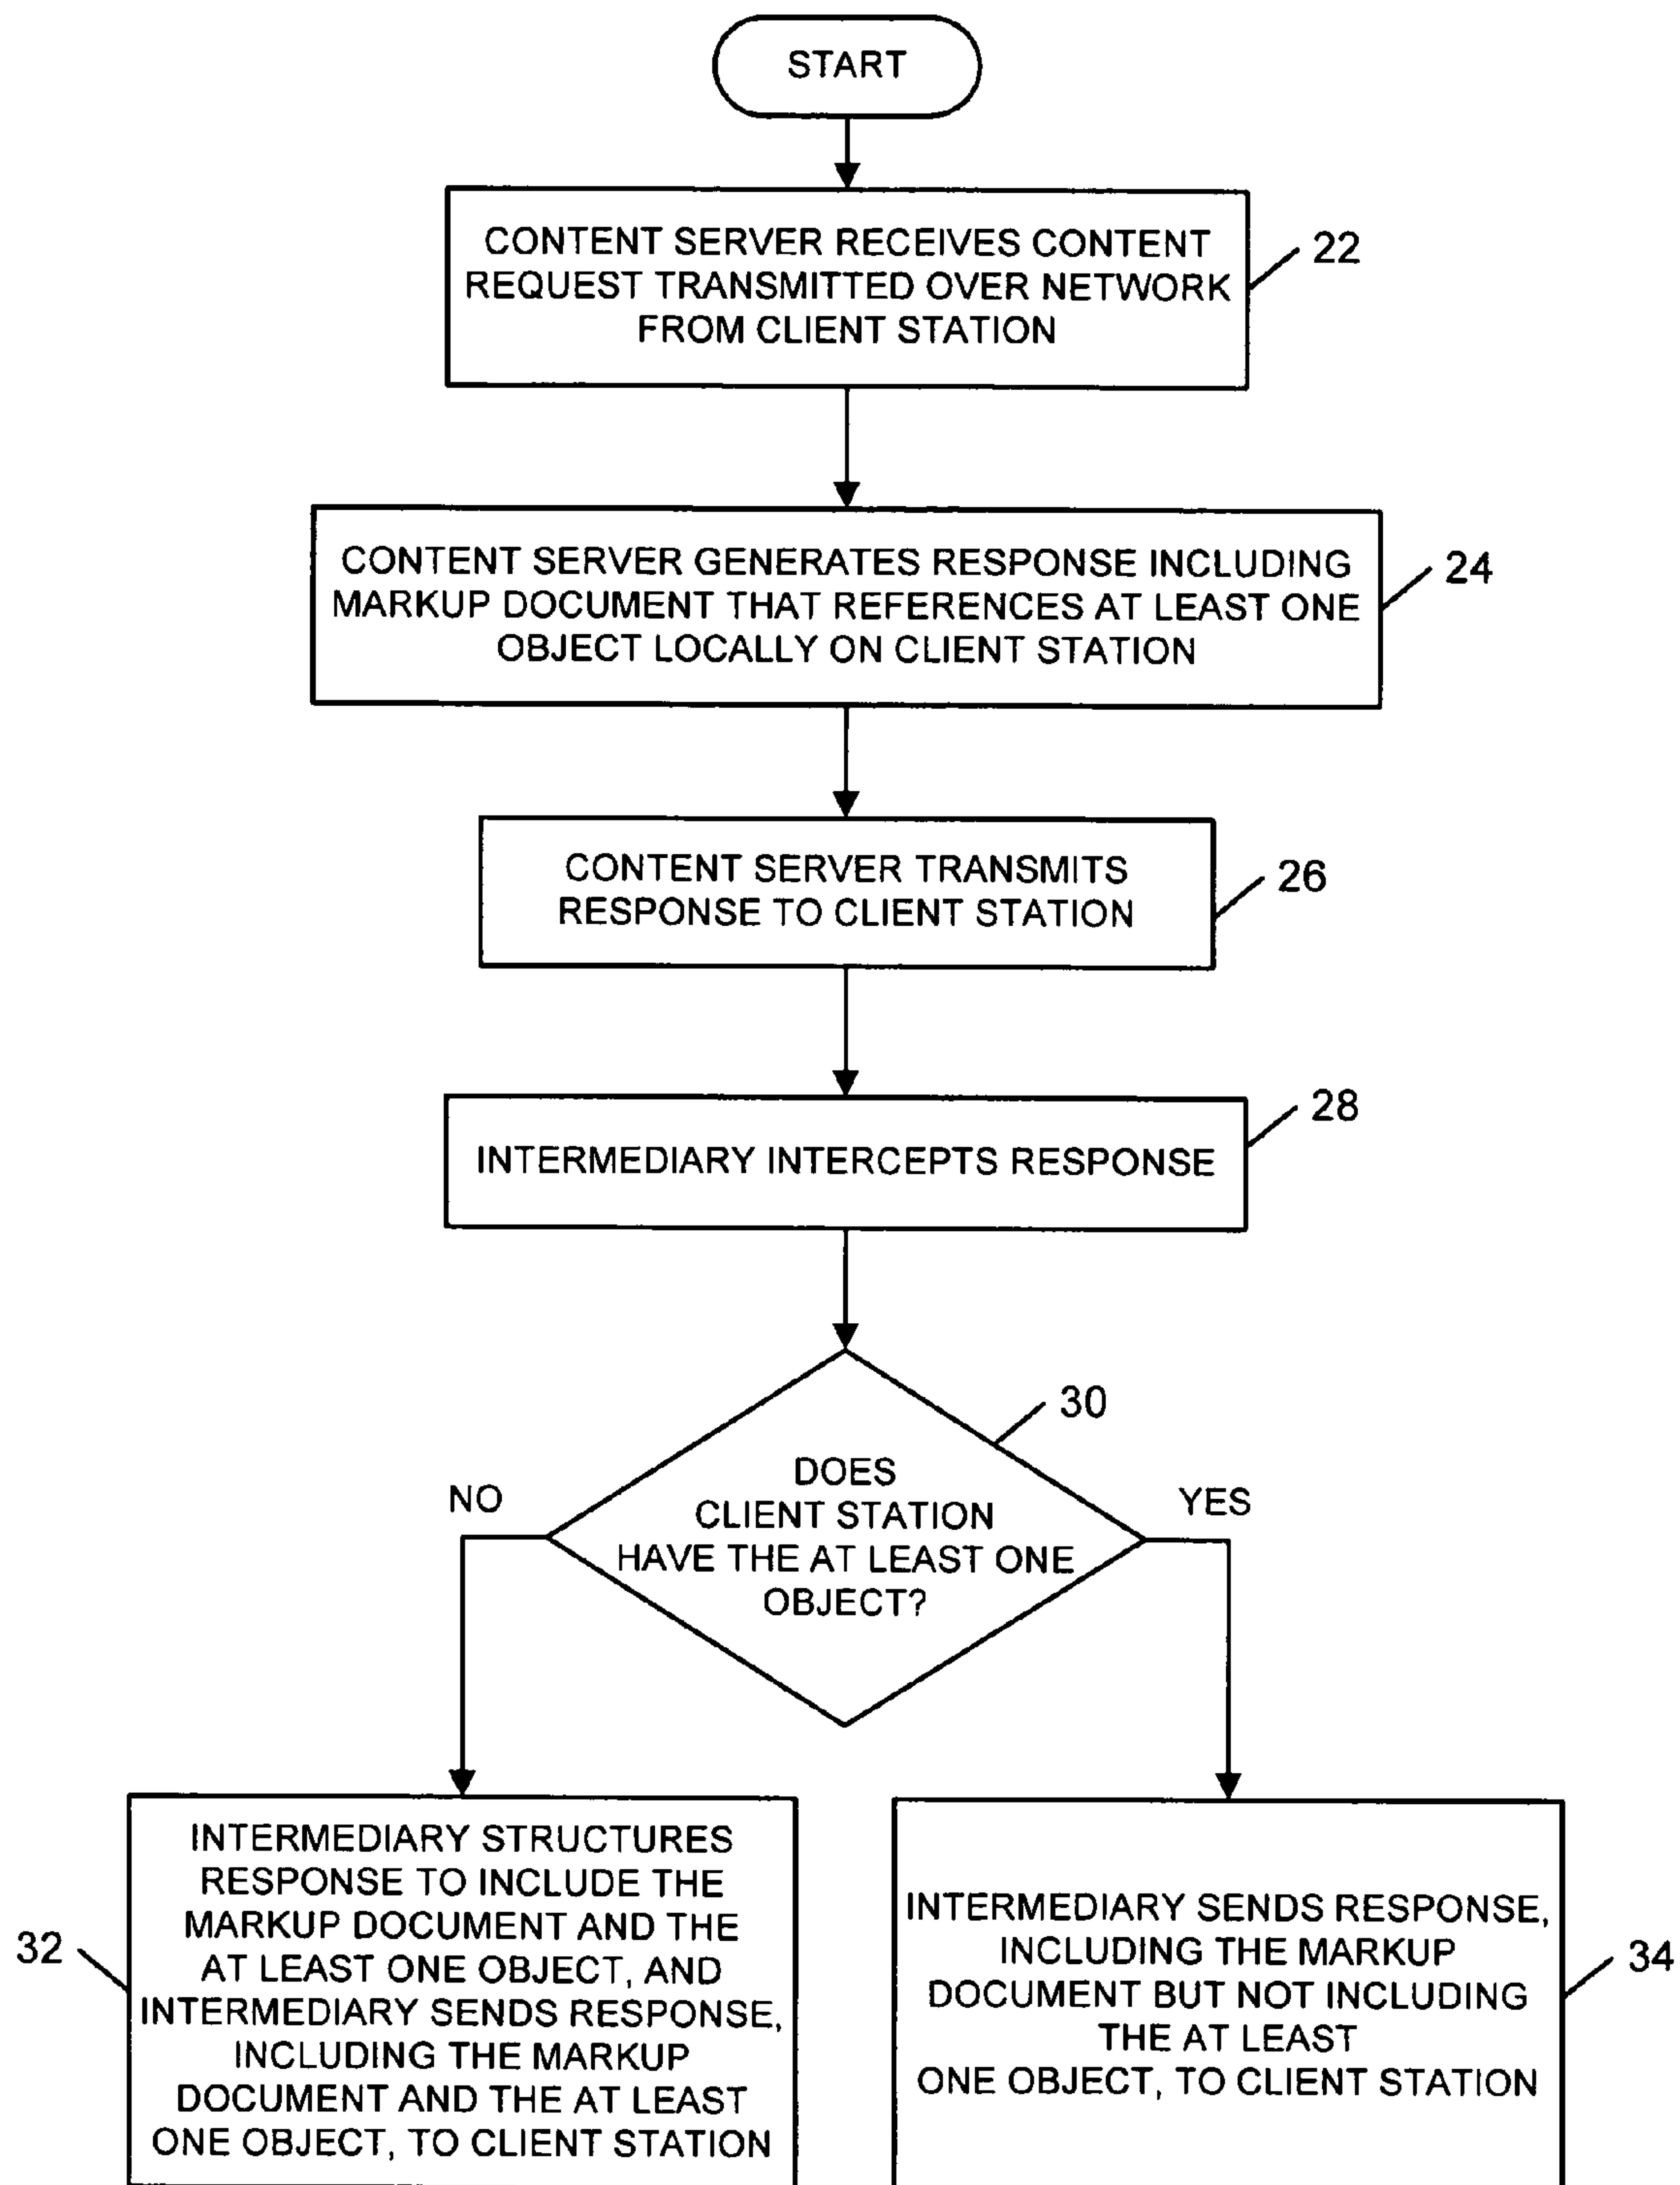 START
CONTENT SERVER RECEIVES CONTENT
REQUEST TRANSMITTED OVER NETWORK
FROM CLIENT STATION
22
CONTENT SERVER GENERATES RESPONSE INCLUDING
MARKUP DOCUMENT THAT REFERENCES AT LEAST ONE
OBJECT LOCALLY ON CLIENT STATION
24
CONTENT SERVER TRANSMITS
RESPONSE TO CLIENT STATION
26
INTERMEDIARY INTERCEPTS RESPONSE
28
30
DOES
CLIENT STATION
HAVE THE AT LEAST ONE
OBJECT?
NO
YES
32
INTERMEDIARY STRUCTURES
RESPONSE TO INCLUDE THE
MARKUP DOCUMENT AND THE
AT LEAST ONE OBJECT, AND
INTERMEDIARY SENDS RESPONSE,
INCLUDING THE MARKUP
DOCUMENT AND THE AT LEAST
ONE OBJECT, TO CLIENT STATION
INTERMEDIARY SENDS RESPONSE,
INCLUDING THE MARKUP
DOCUMENT BUT NOT INCLUDING
THE AT LEAST
ONE OBJECT, TO CLIENT STATION
34